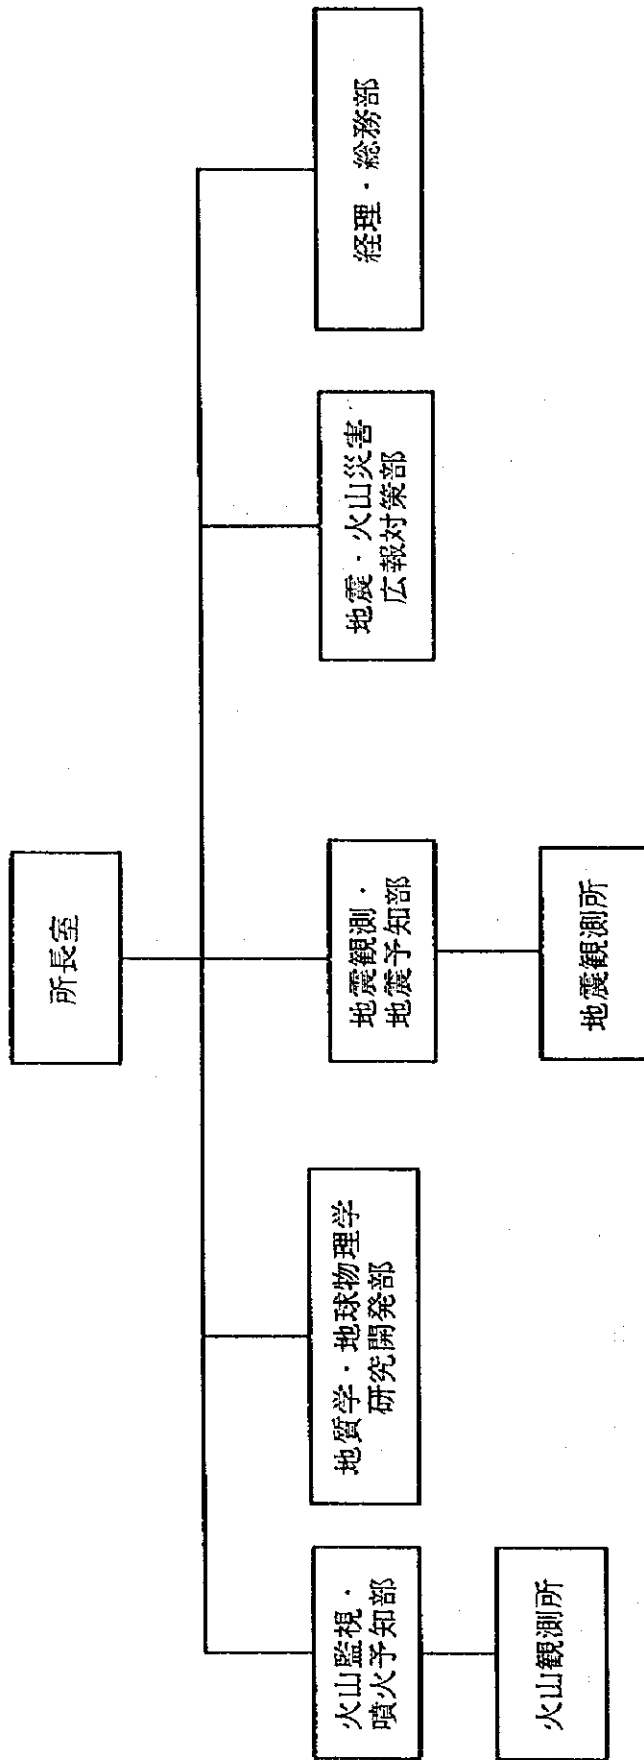 所長室
火山監視・
噴火予知部
地質学・地球物理学
研究開発部
地震観測・
地震予知部
地震・火山災害
広報対策部
経理・総務部
火山観測所
地震観測所